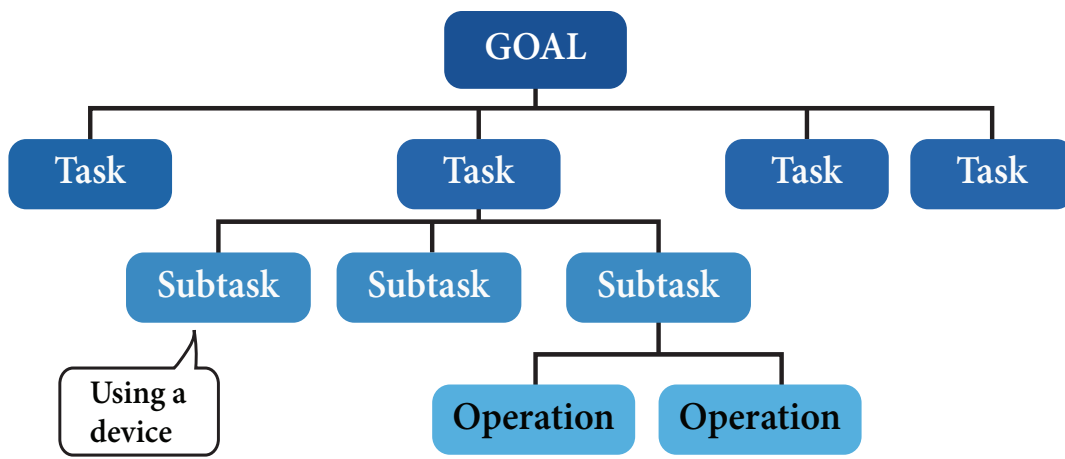 GOAL
Task
Task
Task
Task
Subtask
Subtask
Subtask
Using a
device
Operation
Operation